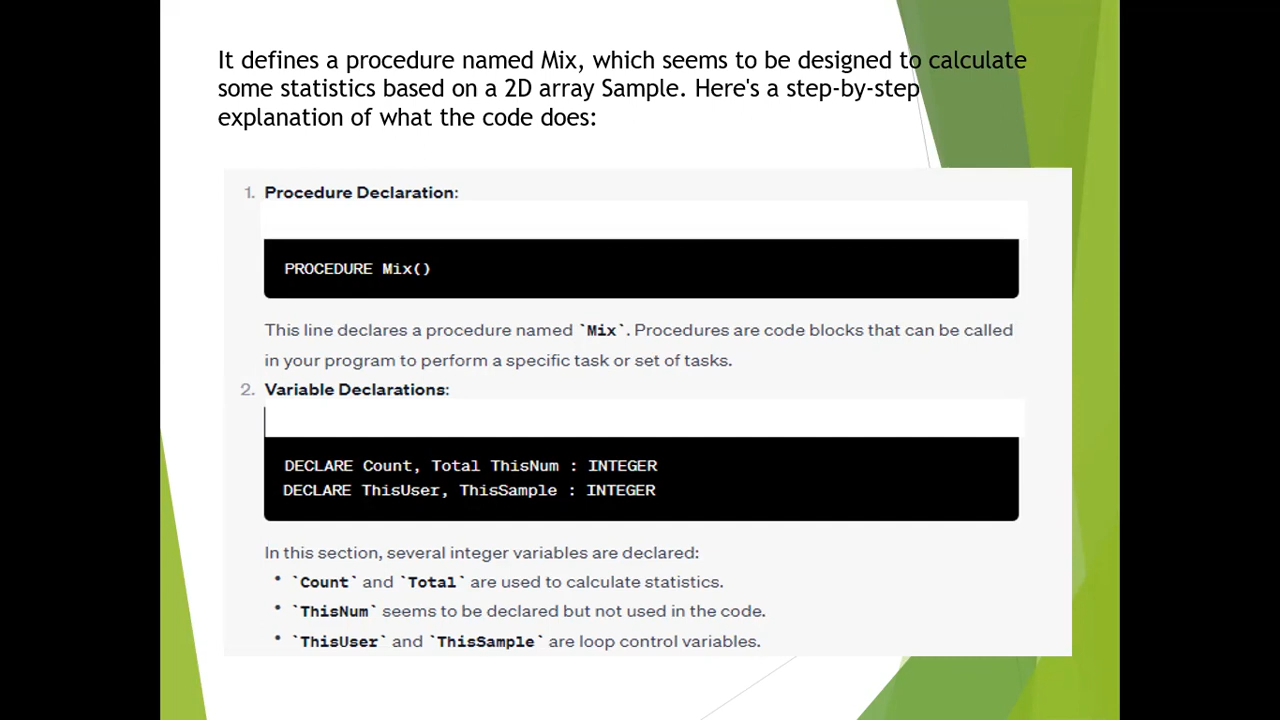 It defines a procedure named Mix, which seems to be designed to calculate
some statistics based on a 2D array Sample. Here's a step-by-step
explanation of what the code does:
1. Procedure Declaration:
PROCEDURE Mix()
This line declares a procedure named `Mix`. Procedures are code blocks that can be called
in your program to perform a specific task or set of tasks.
2. Variable Declarations:
DECLARE Count, Total ThisNum : INTEGER
DECLARE ThisUser, ThisSample : INTEGER
In this section, several integer variables are declared:
• `Count` and `Total` are used to calculate statistics.
• `ThisNum` seems to be declared but not used in the code.
• `ThisUser` and `ThisSample` are loop control variables.